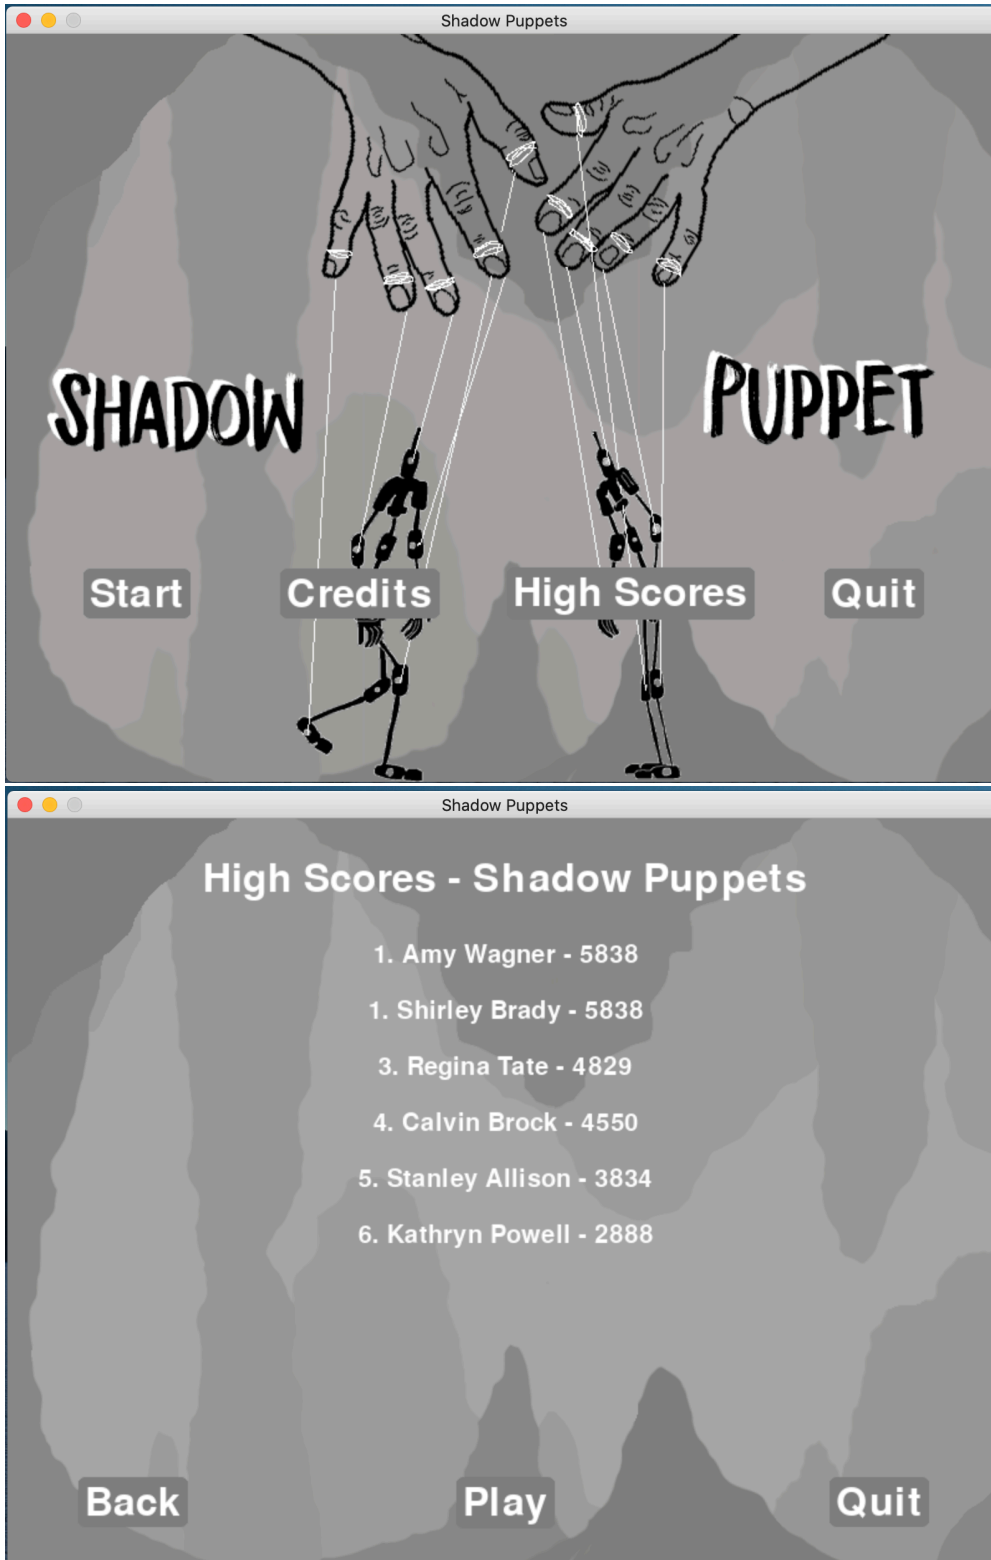 Shadow Puppets
SHADOW PUPPET
Start Credits High Scores Quit
Shadow Puppets
High Scores - Shadow Puppets
1. Amy Wagner - 5838
1. Shirley Brady - 5838
3. Regina Tate - 4829
4. Calvin Brock - 4550
5. Stanley Allison - 3834
6. Kathryn Powell - 2888
Back Play Quit